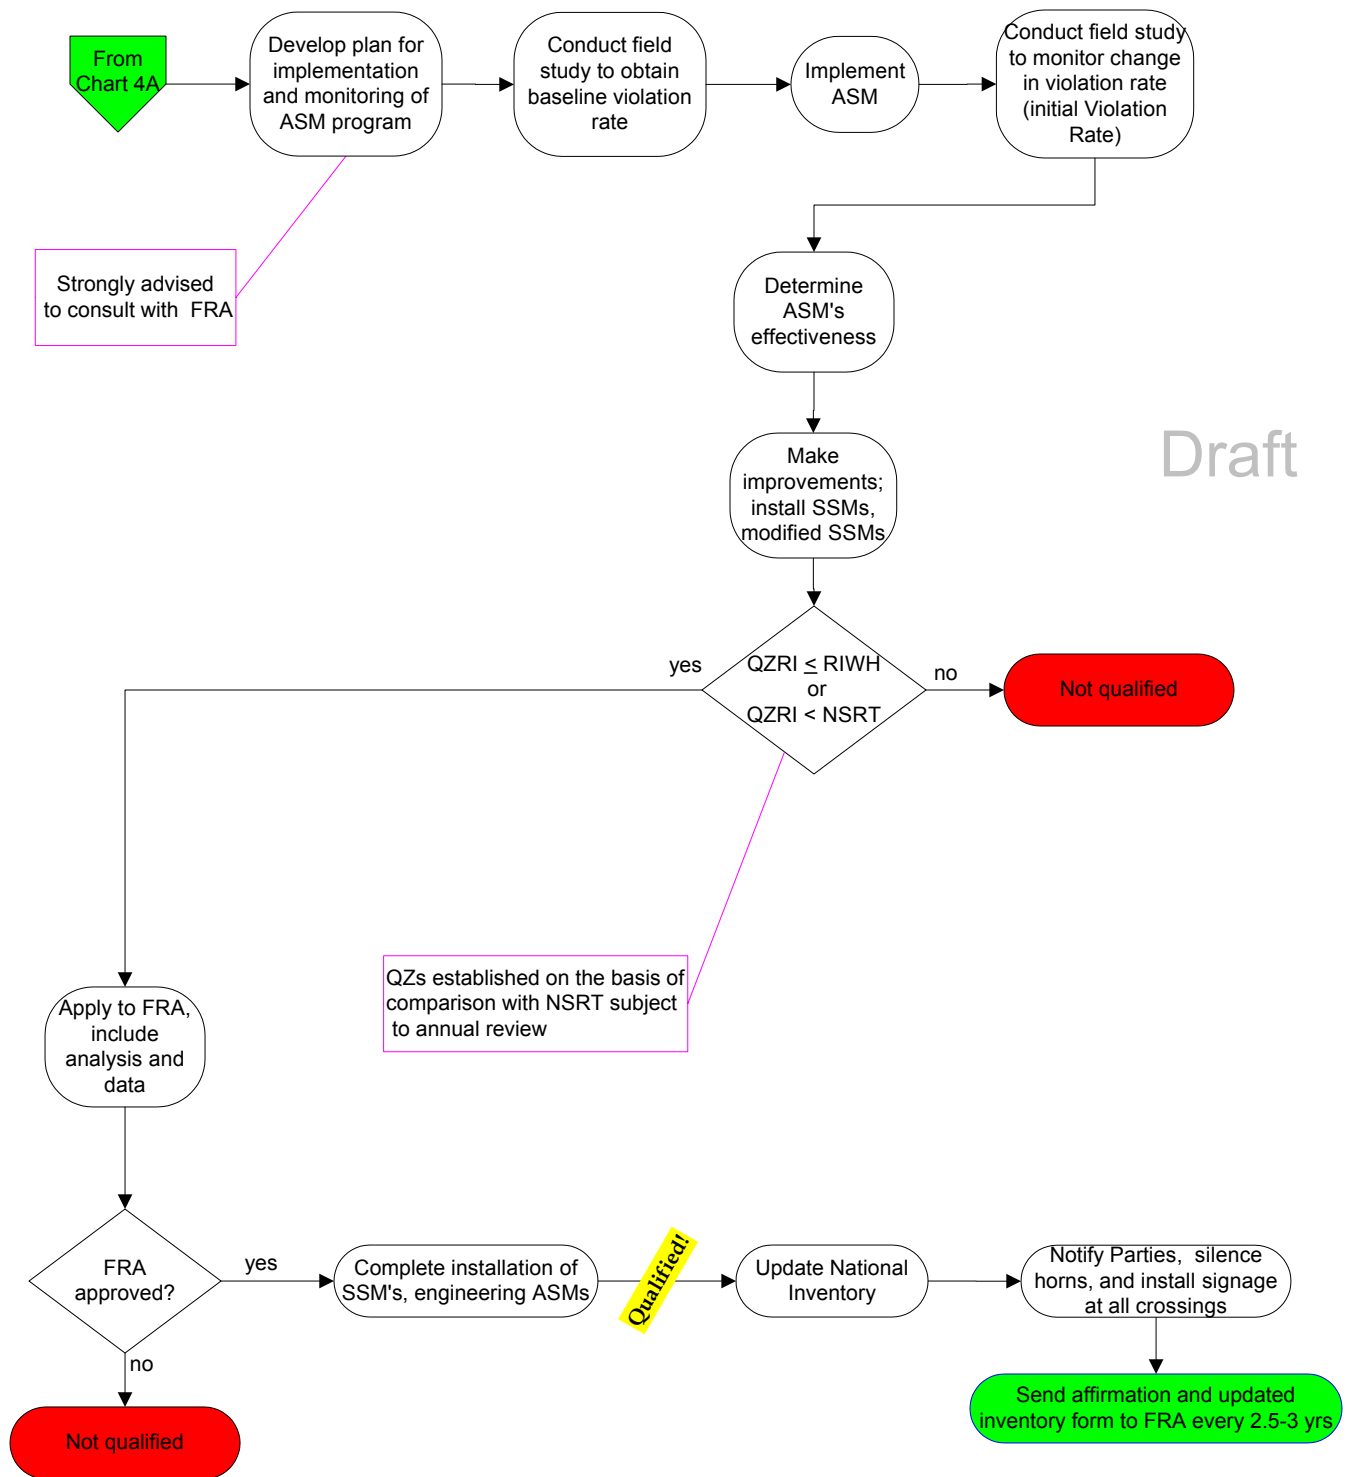 From
Chart 4A
Develop plan for
implementation
and monitoring of
ASM program
Conduct field
study to obtain
baseline violation
rate
Implement
ASM
Conduct field study
to monitor change
in violation rate
(initial Violation
Rate)
Strongly advised
to consult with FRA
Determine
ASM's
effectiveness
Make
improvements;
install SSMs,
modified SSMs
Draft
yes
QZRI ≤ RIWH
or
QZRI < NSRT
no
Not qualified
QZs established on the basis of
comparison with NSRT subject
to annual review
Apply to FRA,
include
analysis and
data
FRA
approved?
yes
no
Not qualified
Complete installation of
SSM's, engineering ASMs
Qualified!
Update National
Inventory
Notify Parties, silence
horns, and install signage
at all crossings
Send affirmation and updated
inventory form to FRA every 2.5-3 yrs